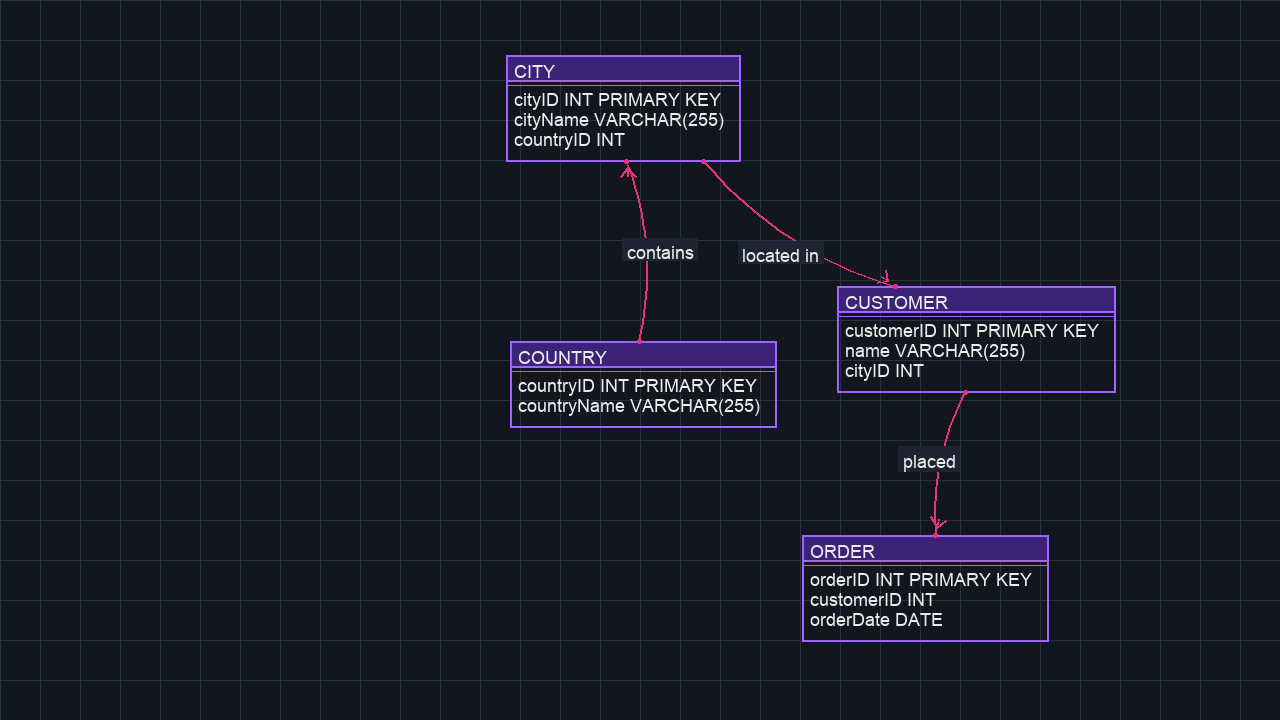 CITY
cityID INT PRIMARY KEY
cityName VARCHAR(255)
countryID INT
contains
located in
CUSTOMER
customerID INT PRIMARY KEY
name VARCHAR(255)
cityID INT
COUNTRY
countryID INT PRIMARY KEY
countryName VARCHAR(255)
placed
ORDER
orderID INT PRIMARY KEY
customerID INT
orderDate DATE